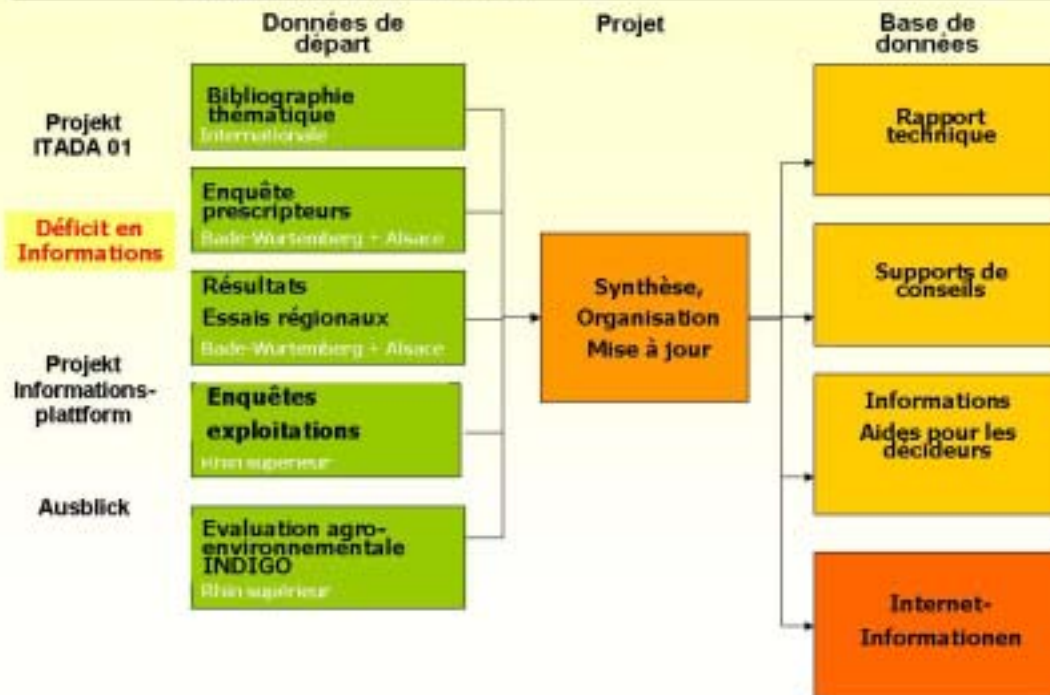 Données de
départ
Projet
Base de
données
Projekt
ITADA 01
Déficit en
Informations
Projekt
Informations-
plattform
Ausblick
Bibliographie
thématique
Internationale
Enquête
prescripteurs
Bade-Wurtemberg + Alsace
Résultats
Essais régionaux
Bade-Wurtemberg + Alsace
Enquêtes
exploitations
Rhin supérieur
Evaluation agro-
environnementale
INDIGO
Rhin supérieur
Synthèse,
Organisation
Mise à jour
Rapport
technique
Supports de
conseils
Informations
Aides pour les
décideurs
Internet-
Informationen